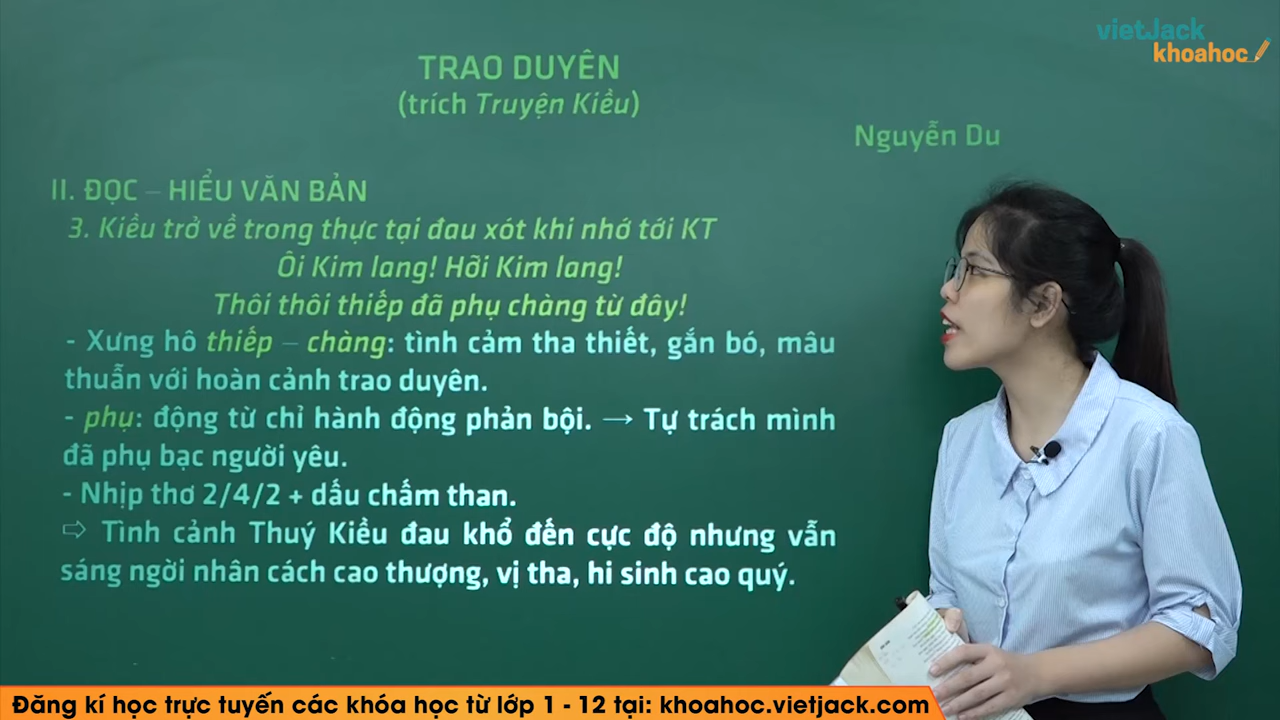 vietJack
khoahoc
TRAO DUYÊN
(trích Truyện Kiều)
Nguyễn Du
II. ĐỌC – HIỂU VĂN BẢN
3. Kiều trở về trong thực tại đau xót khi nhớ tới KT
Ôi Kim lang! Hỡi Kim lang!
Thôi thôi thiếp đã phụ chàng từ đây!
- Xưng hô thiếp – chàng: tình cảm tha thiết, gắn bó, mâu
thuẫn với hoàn cảnh trao duyên.
- phụ: động từ chỉ hành động phản bội. → Tự trách mình
đã phụ bạc người yêu.
- Nhịp thơ 2/4/2 + dấu chấm than.
⇨ Tình cảnh Thuý Kiều đau khổ đến cực độ nhưng vẫn
sáng ngời nhân cách cao thượng, vị tha, hi sinh cao quý.
Đăng kí học trực tuyến các khóa học từ lớp 1 - 12 tại: khoahoc.vietjack.com